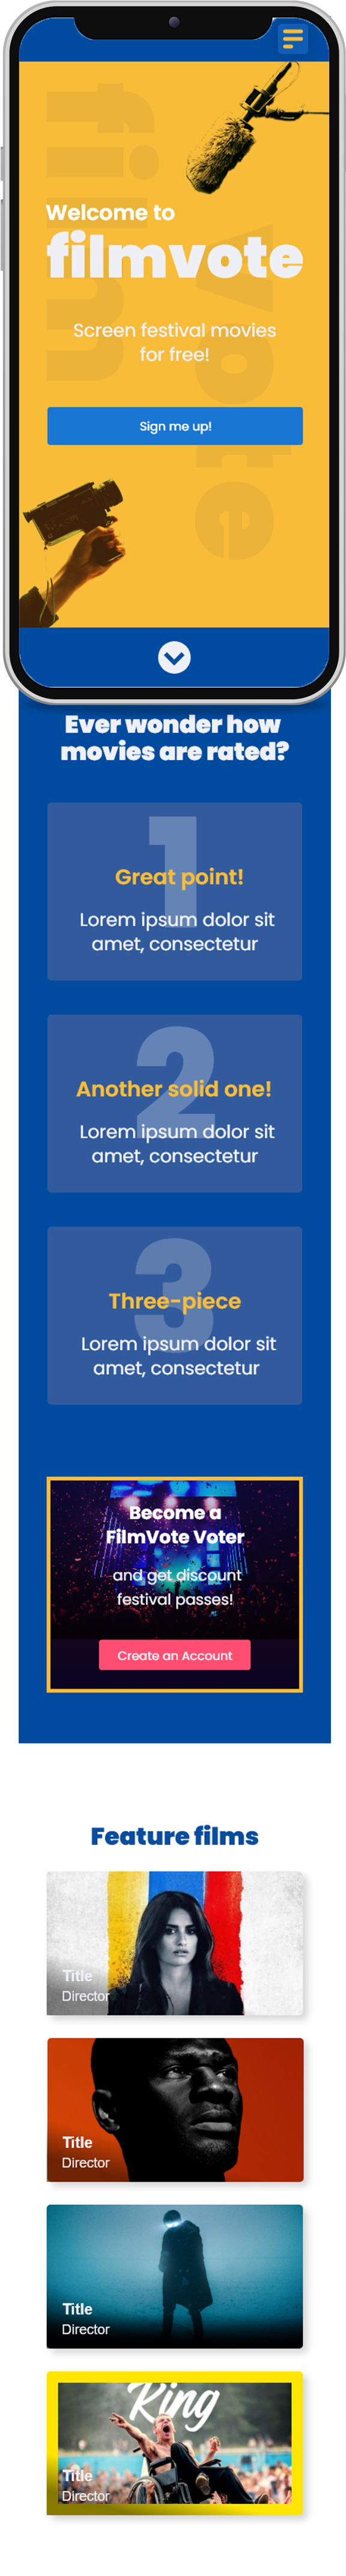 film
vote
Welcome to
filmvote
Screen festival movies
for free!
Sign me up!
Ever wonder how
movies are rated?
1
Great point!
Lorem ipsum dolor sit
amet, consectetur
2
Another solid one!
Lorem ipsum dolor sit
amet, consectetur
3
Three-piece
Lorem ipsum dolor sit
amet, consectetur
Become a
FilmVote Voter
and get discount
festival passes!
Create an Account
Feature films
Title
Director
Title
Director
Title
Director
King
Title
Director